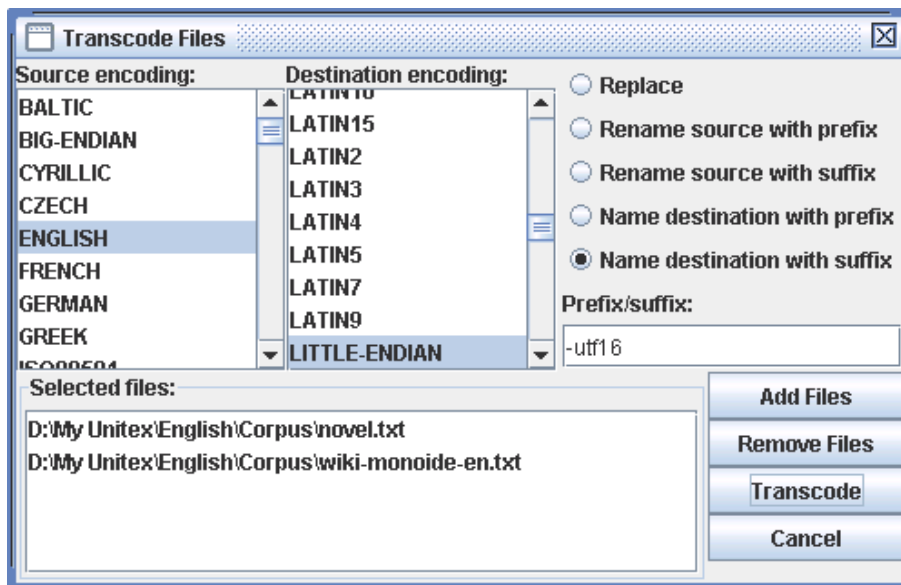 Transcode Files
Source encoding:
BALTIC
BIG-ENDIAN
CYRILLIC
CZECH
ENGLISH
FRENCH
GERMAN
GREEK
Destination encoding:
LATIN10
LATIN15
LATIN2
LATIN3
LATIN4
LATIN5
LATIN7
LATIN9
LITTLE-ENDIAN
Replace
Rename source with prefix
Rename source with suffix
Name destination with prefix
Name destination with suffix
Prefix/suffix:
-utf16
Selected files:
D:\My Unitex\English\Corpus\novel.txt
D:\My Unitex\English\Corpus\wiki-monoide-en.txt
Add Files
Remove Files
Transcode
Cancel